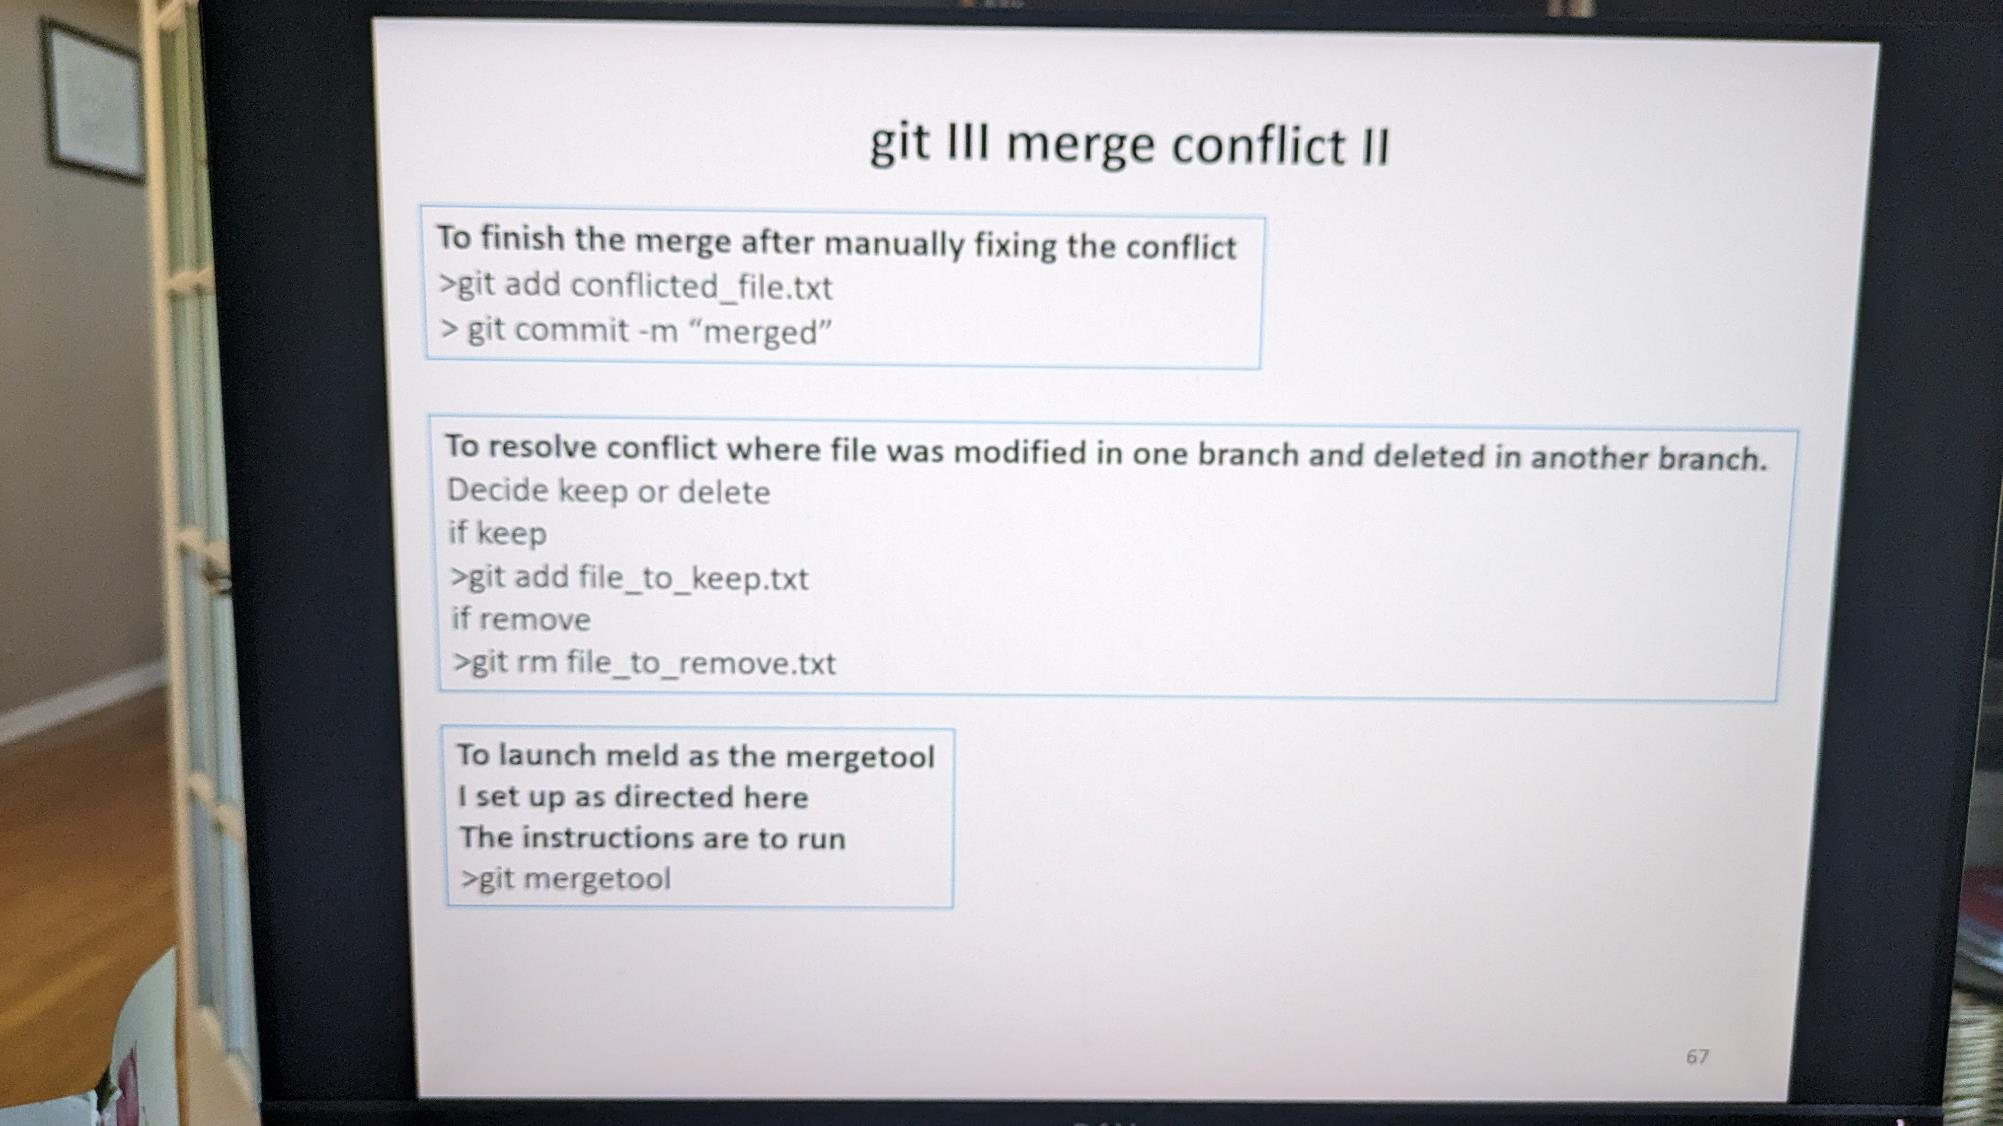 git III merge conflict II
To finish the merge after manually fixing the conflict
>git add conflicted_file.txt
> git commit -m “merged”
To resolve conflict where file was modified in one branch and deleted in another branch.
Decide keep or delete
if keep
>git add file_to_keep.txt
if remove
>git rm file_to_remove.txt
To launch meld as the mergetool
I set up as directed here
The instructions are to run
>git mergetool
67